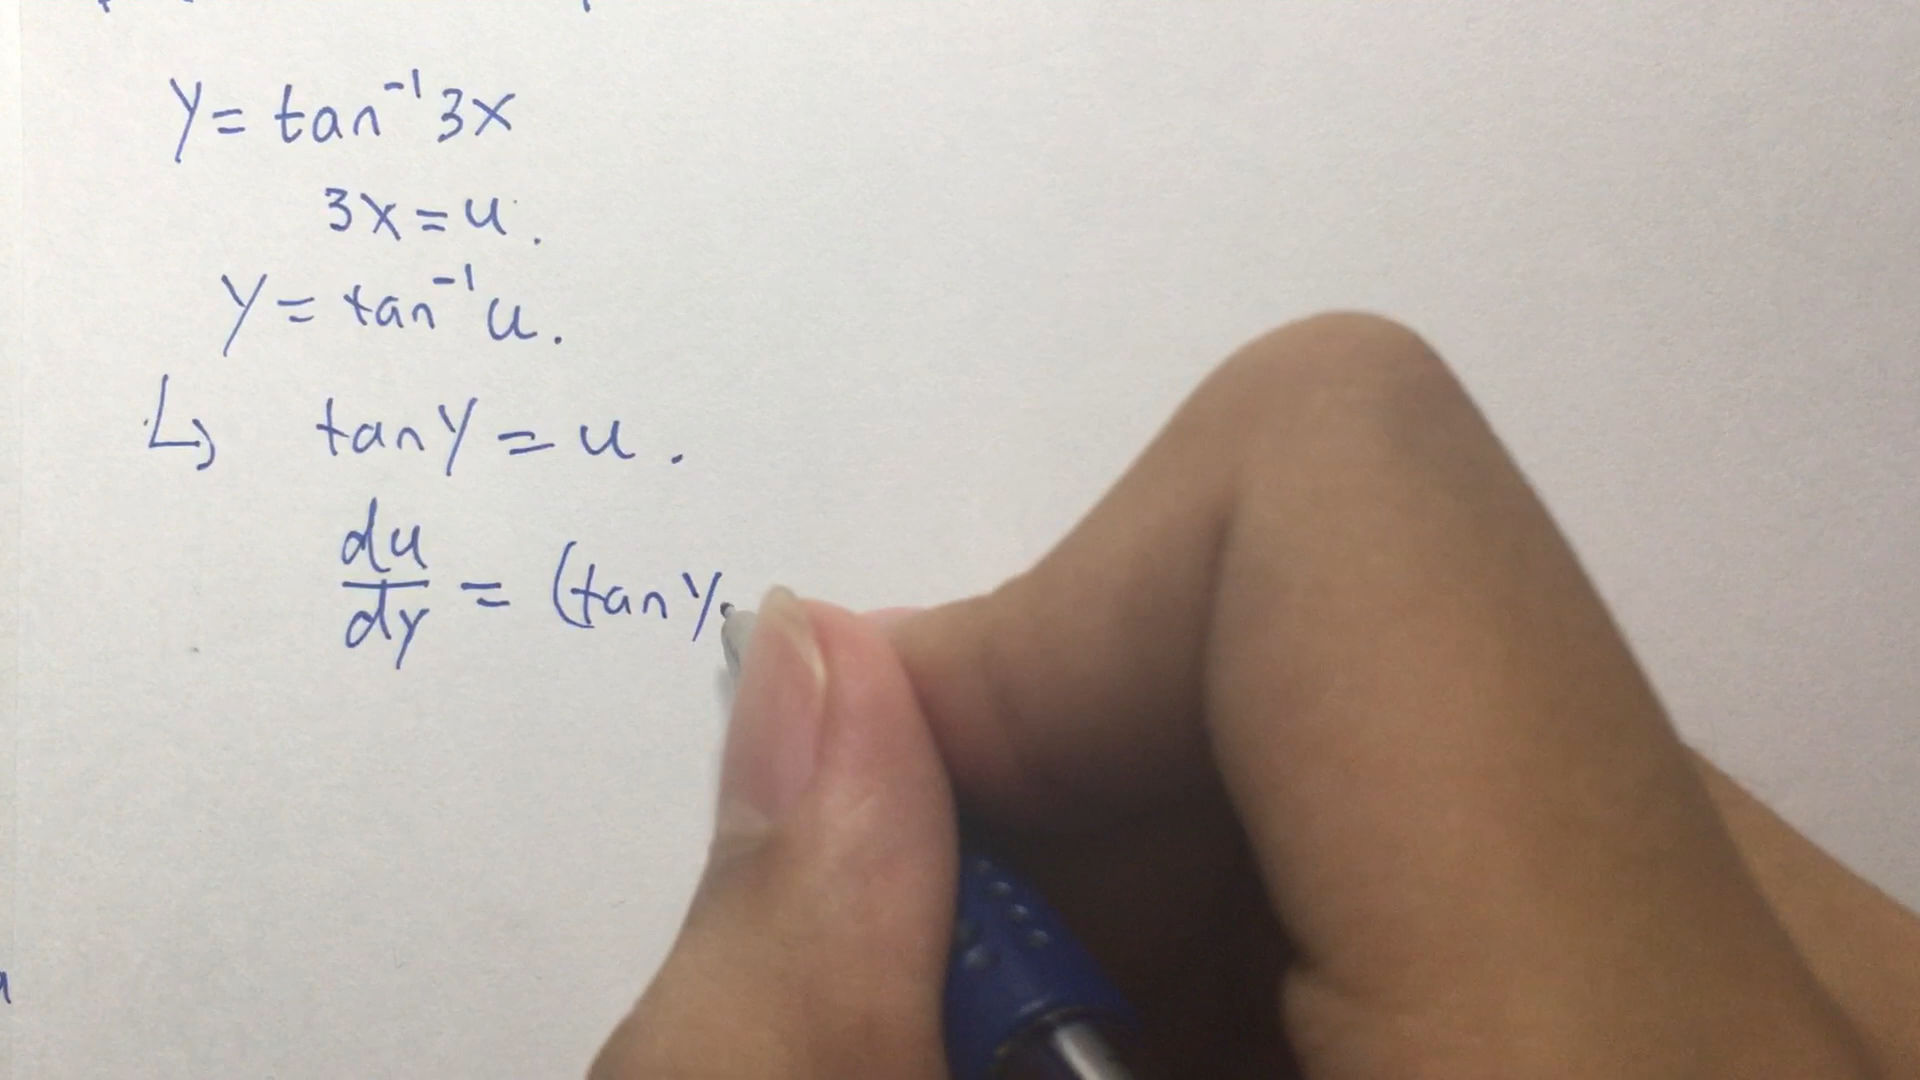 y = tan⁻¹ 3x
3x = u.
y = tan⁻¹ u.
↳ tan y = u.
du/dy = (tan y